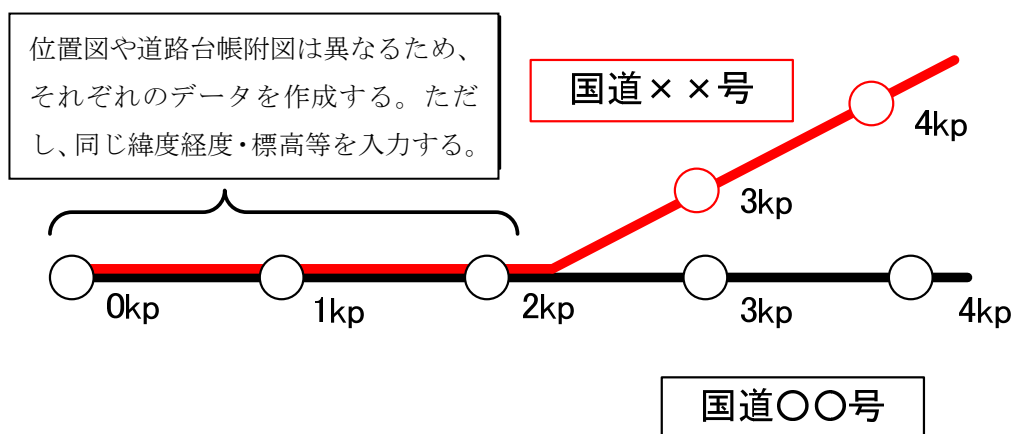 位置図や道路台帳附図は異なるため、
それぞれのデータを作成する。ただ
し、同じ緯度経度・標高等を入力する。
国道××号
4kp
3kp
0kp
1kp
2kp
3kp
4kp
国道○○号